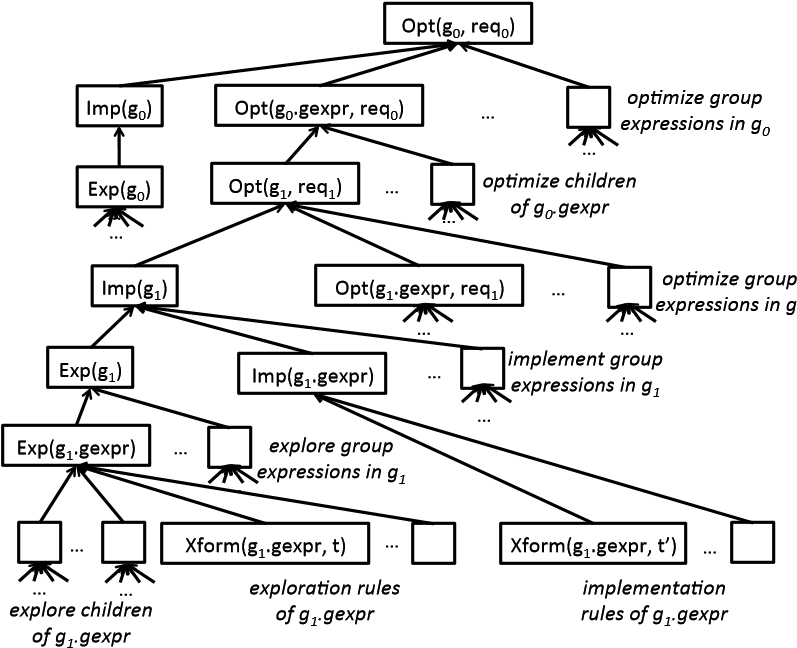 Opt(g₀, req₀)
Imp(g₀)
Opt(g₀.gexpr, req₀)
...
optimize group
expressions in g₀
...
Exp(g₀)
Opt(g₁, req₁)
...
optimize children
of g₀.gexpr
...
...
Imp(g₁)
Opt(g₁.gexpr, req₁)
...
optimize group
expressions in g
...
...
Exp(g₁)
Imp(g₁.gexpr)
...
implement group
expressions in g₁
...
Exp(g₁.gexpr)
...
explore group
expressions in g₁
...
Xform(g₁.gexpr, t)
...
Xform(g₁.gexpr, t’)
...
...
...
explore children
of g₁.gexpr
exploration rules
of g₁.gexpr
implementation
rules of g₁.gexpr